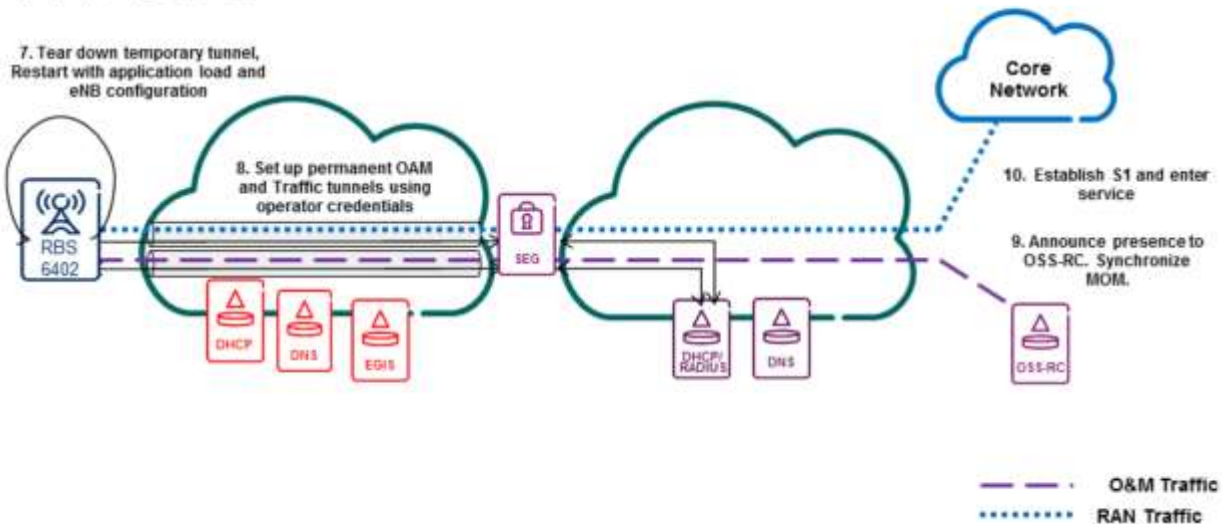 7. Tear down temporary tunnel,
Restart with application load and
eNB configuration
Core
Network
8. Set up permanent OAM
and Traffic tunnels using
operator credentials
10. Establish S1 and enter
service
RBS
6402
SEG
9. Announce presence to
OSS-RC. Synchronize
MOM.
DHCP
DNS
EGIS
DHCP/
RADIUS
DNS
OSS-RC
O&M Traffic
RAN Traffic